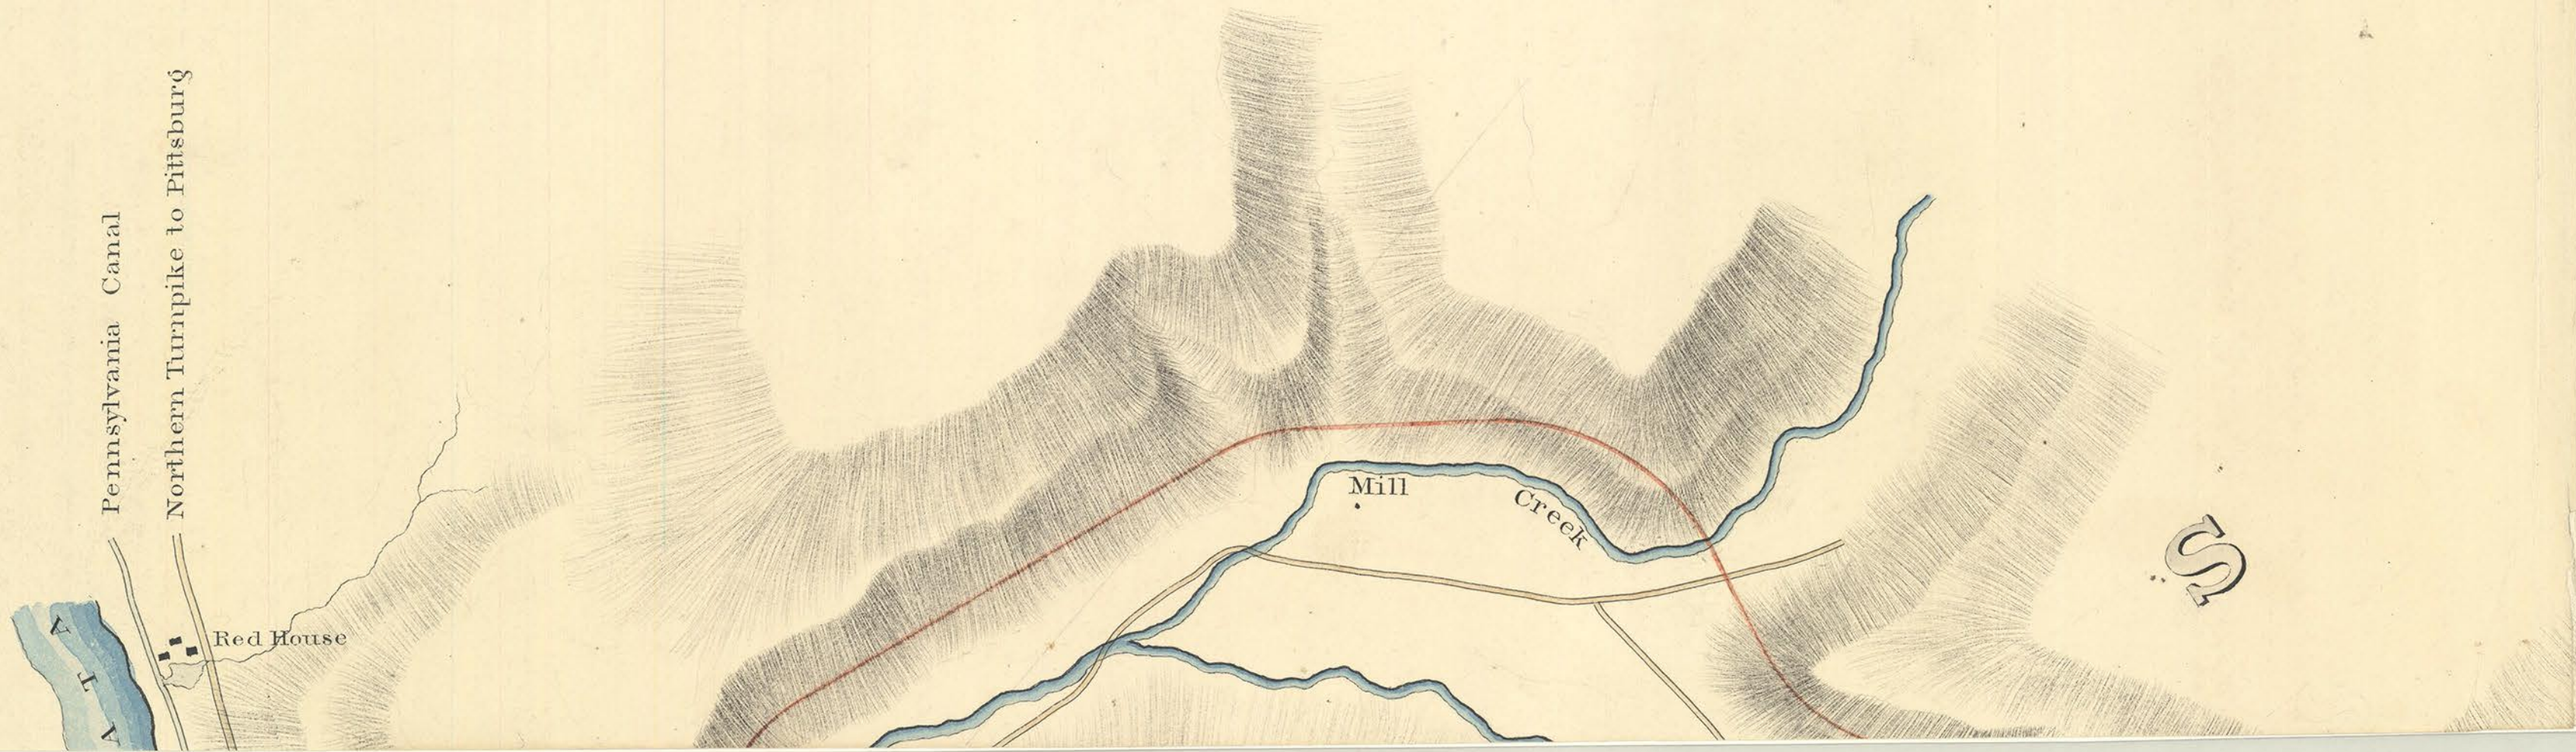 Pennsylvania Canal
Northern Turnpike to Pittsburg
Red House
Mill Creek
A
T
A
S